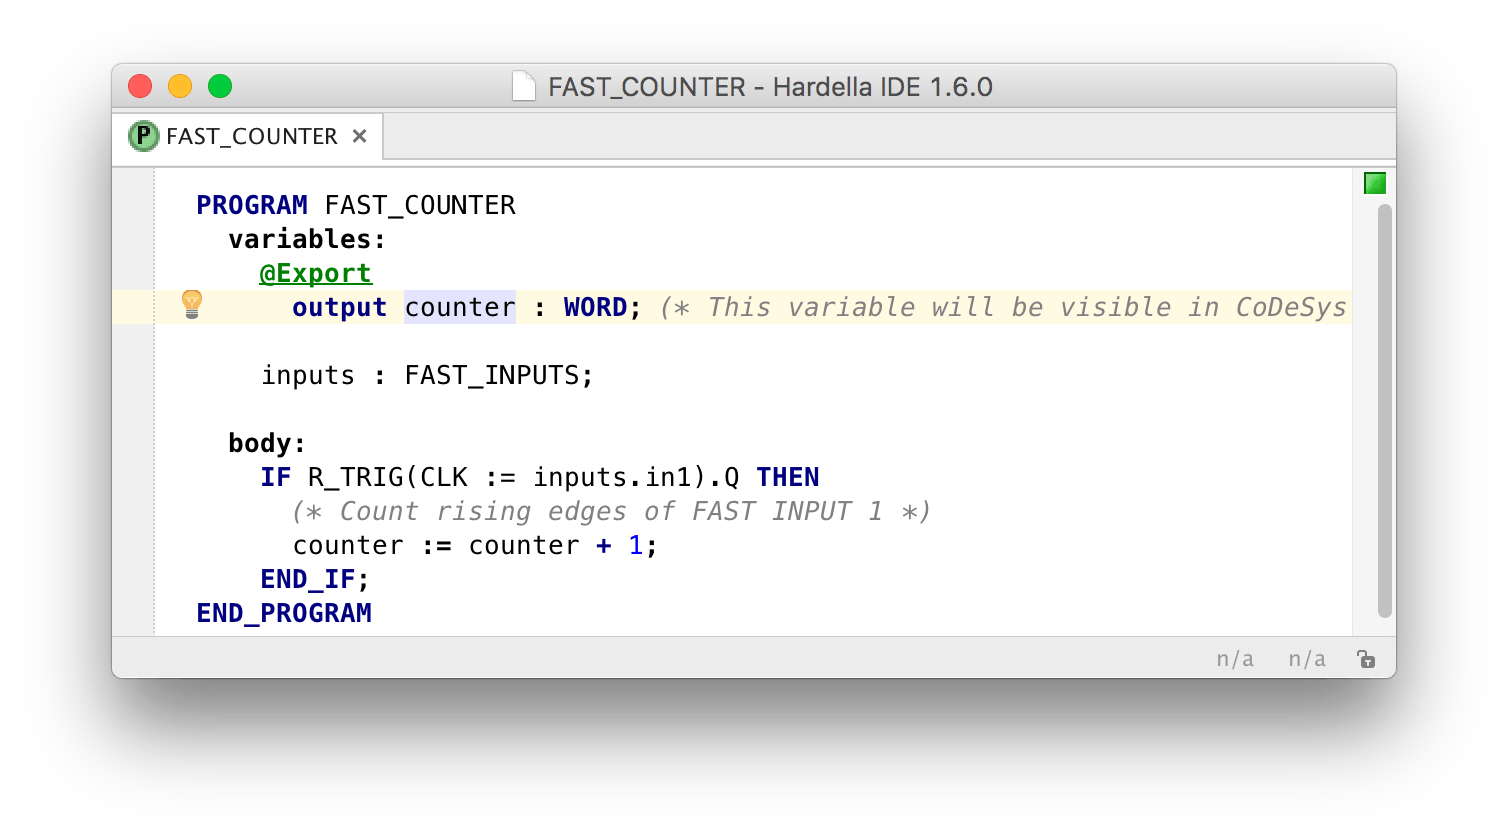 FAST_COUNTER - Hardella IDE 1.6.0
P FAST_COUNTER ×
PROGRAM FAST_COUNTER
variables:
@Export
output counter : WORD; (* This variable will be visible in CoDeSys
inputs : FAST_INPUTS;
body:
IF R_TRIG(CLK := inputs.in1).Q THEN
(* Count rising edges of FAST INPUT 1 *)
counter := counter + 1;
END_IF;
END_PROGRAM
n/a n/a